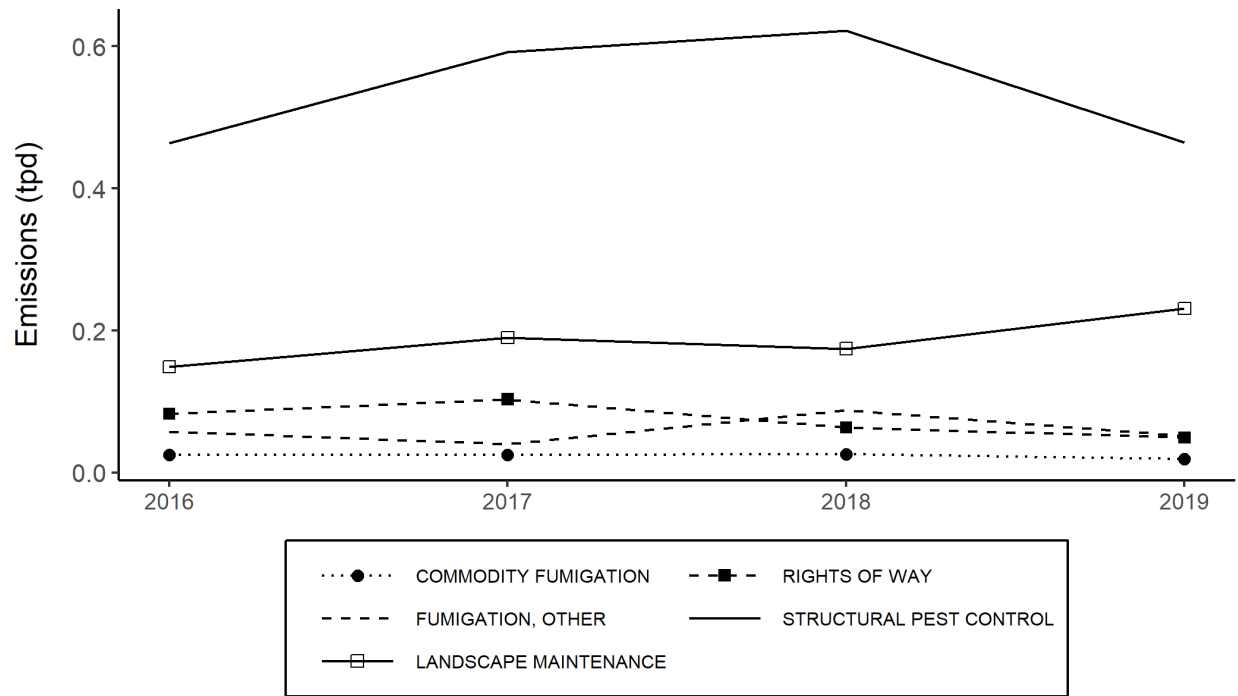 Emissions (tpd)
0.6
0.4
0.2
0.0
2016 2017 2018 2019
COMMODITY FUMIGATION RIGHTS OF WAY
FUMIGATION, OTHER STRUCTURAL PEST CONTROL
LANDSCAPE MAINTENANCE